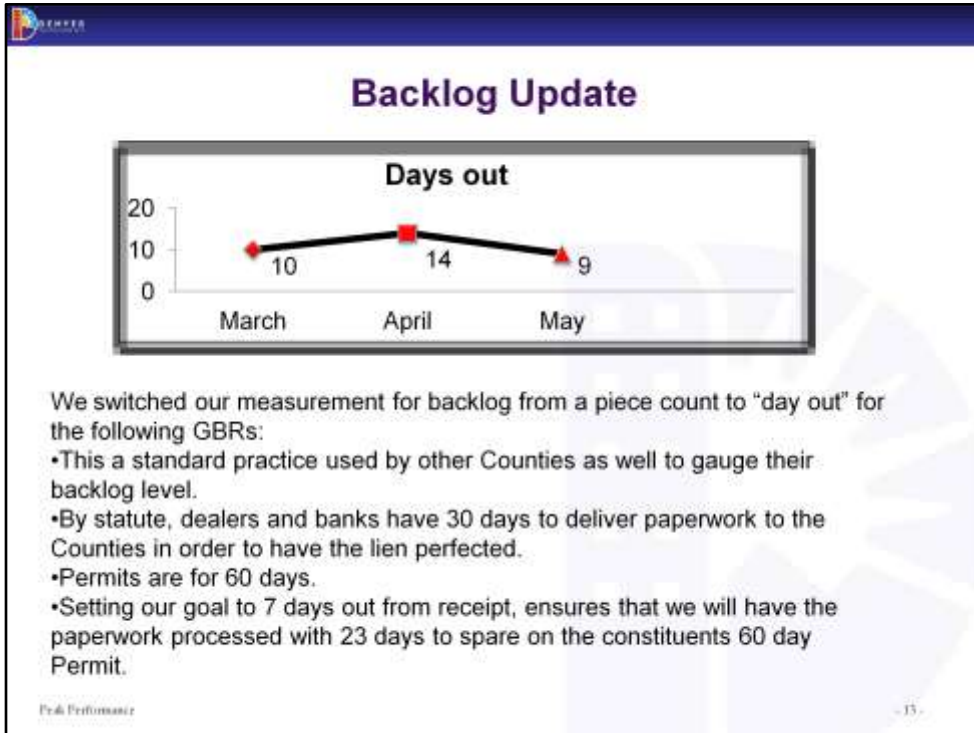 DENVER
Backlog Update
Days out
20
10
0
10
14
9
March April May
We switched our measurement for backlog from a piece count to “day out” for
the following GBRs:
•This a standard practice used by other Counties as well to gauge their
backlog level.
•By statute, dealers and banks have 30 days to deliver paperwork to the
Counties in order to have the lien perfected.
•Permits are for 60 days.
•Setting our goal to 7 days out from receipt, ensures that we will have the
paperwork processed with 23 days to spare on the constituents 60 day
Permit.
Peak Performance
- 13 -